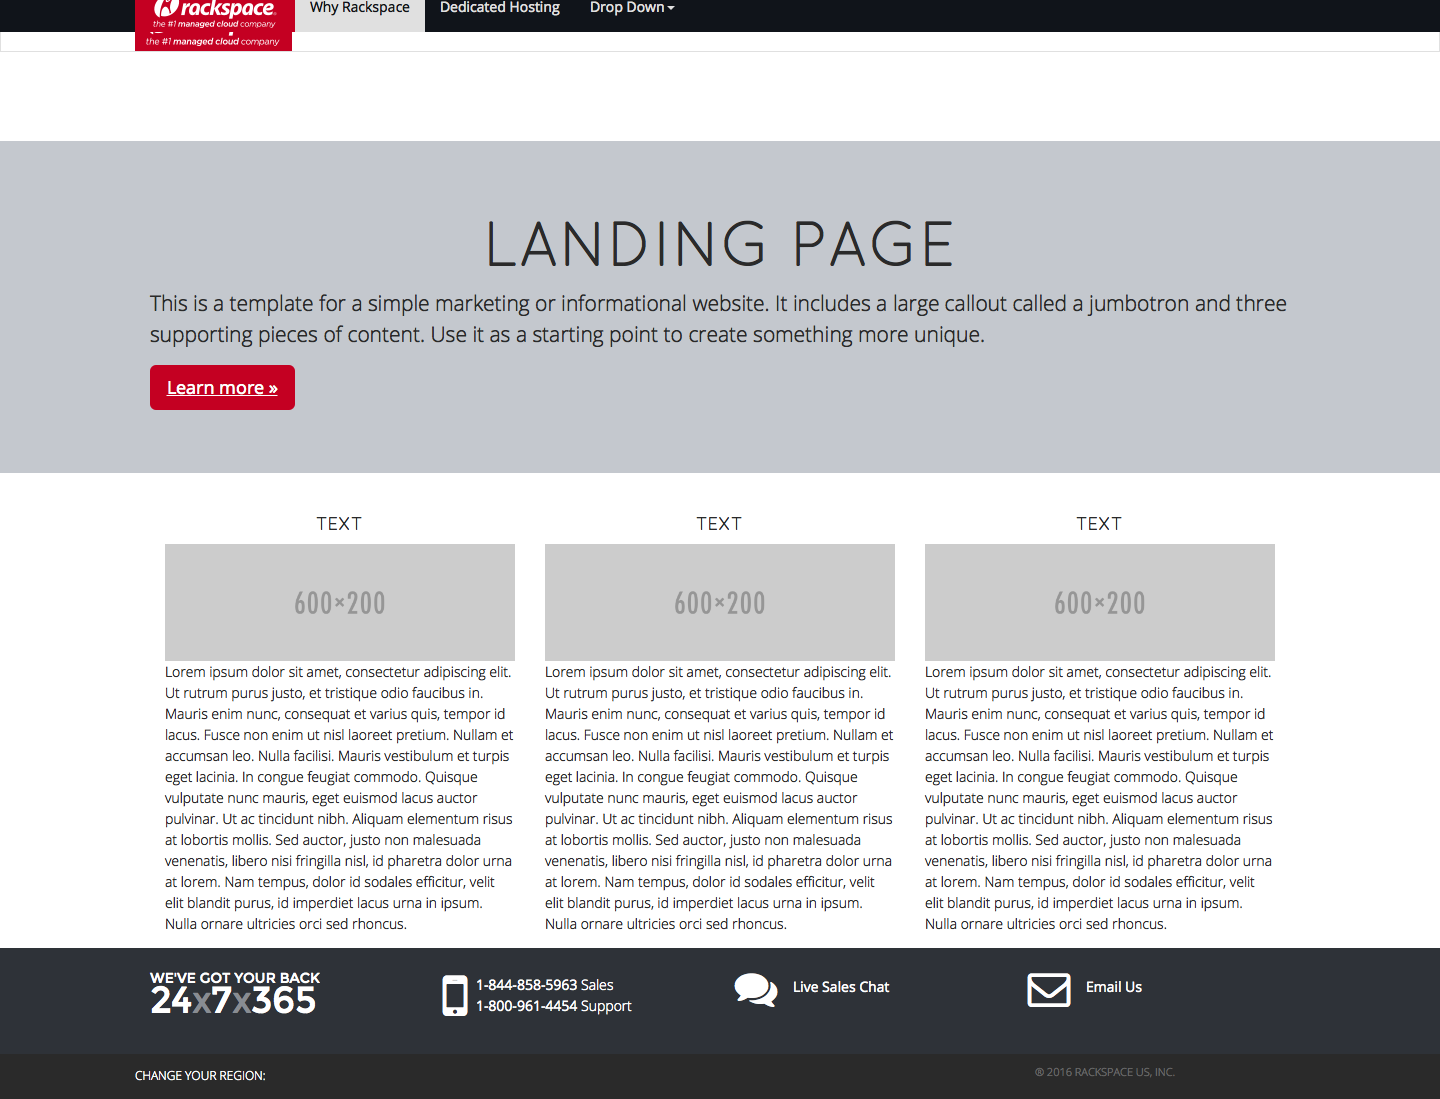 rackspace.
the #1 managed cloud company
the #1 managed cloud company
Why Rackspace
Dedicated Hosting
Drop Down
LANDING PAGE
This is a template for a simple marketing or informational website. It includes a large callout called a jumbotron and three
supporting pieces of content. Use it as a starting point to create something more unique.
Learn more »
TEXT
600×200
Lorem ipsum dolor sit amet, consectetur adipiscing elit.
Ut rutrum purus justo, et tristique odio faucibus in.
Mauris enim nunc, consequat et varius quis, tempor id
lacus. Fusce non enim ut nisl laoreet pretium. Nullam et
accumsan leo. Nulla facilisi. Mauris vestibulum et turpis
eget lacinia. In congue feugiat commodo. Quisque
vulputate nunc mauris, eget euismod lacus auctor
pulvinar. Ut ac tincidunt nibh. Aliquam elementum risus
at lobortis mollis. Sed auctor, justo non malesuada
venenatis, libero nisi fringilla nisl, id pharetra dolor urna
at lorem. Nam tempus, dolor id sodales efficitur, velit
elit blandit purus, id imperdiet lacus urna in ipsum.
Nulla ornare ultricies orci sed rhoncus.
TEXT
600×200
Lorem ipsum dolor sit amet, consectetur adipiscing elit.
Ut rutrum purus justo, et tristique odio faucibus in.
Mauris enim nunc, consequat et varius quis, tempor id
lacus. Fusce non enim ut nisl laoreet pretium. Nullam et
accumsan leo. Nulla facilisi. Mauris vestibulum et turpis
eget lacinia. In congue feugiat commodo. Quisque
vulputate nunc mauris, eget euismod lacus auctor
pulvinar. Ut ac tincidunt nibh. Aliquam elementum risus
at lobortis mollis. Sed auctor, justo non malesuada
venenatis, libero nisi fringilla nisl, id pharetra dolor urna
at lorem. Nam tempus, dolor id sodales efficitur, velit
elit blandit purus, id imperdiet lacus urna in ipsum.
Nulla ornare ultricies orci sed rhoncus.
TEXT
600×200
Lorem ipsum dolor sit amet, consectetur adipiscing elit.
Ut rutrum purus justo, et tristique odio faucibus in.
Mauris enim nunc, consequat et varius quis, tempor id
lacus. Fusce non enim ut nisl laoreet pretium. Nullam et
accumsan leo. Nulla facilisi. Mauris vestibulum et turpis
eget lacinia. In congue feugiat commodo. Quisque
vulputate nunc mauris, eget euismod lacus auctor
pulvinar. Ut ac tincidunt nibh. Aliquam elementum risus
at lobortis mollis. Sed auctor, justo non malesuada
venenatis, libero nisi fringilla nisl, id pharetra dolor urna
at lorem. Nam tempus, dolor id sodales efficitur, velit
elit blandit purus, id imperdiet lacus urna in ipsum.
Nulla ornare ultricies orci sed rhoncus.
WE'VE GOT YOUR BACK
24x7x365
1-844-858-5963 Sales
1-800-961-4454 Support
Live Sales Chat
Email Us
CHANGE YOUR REGION:
® 2016 RACKSPACE US, INC.